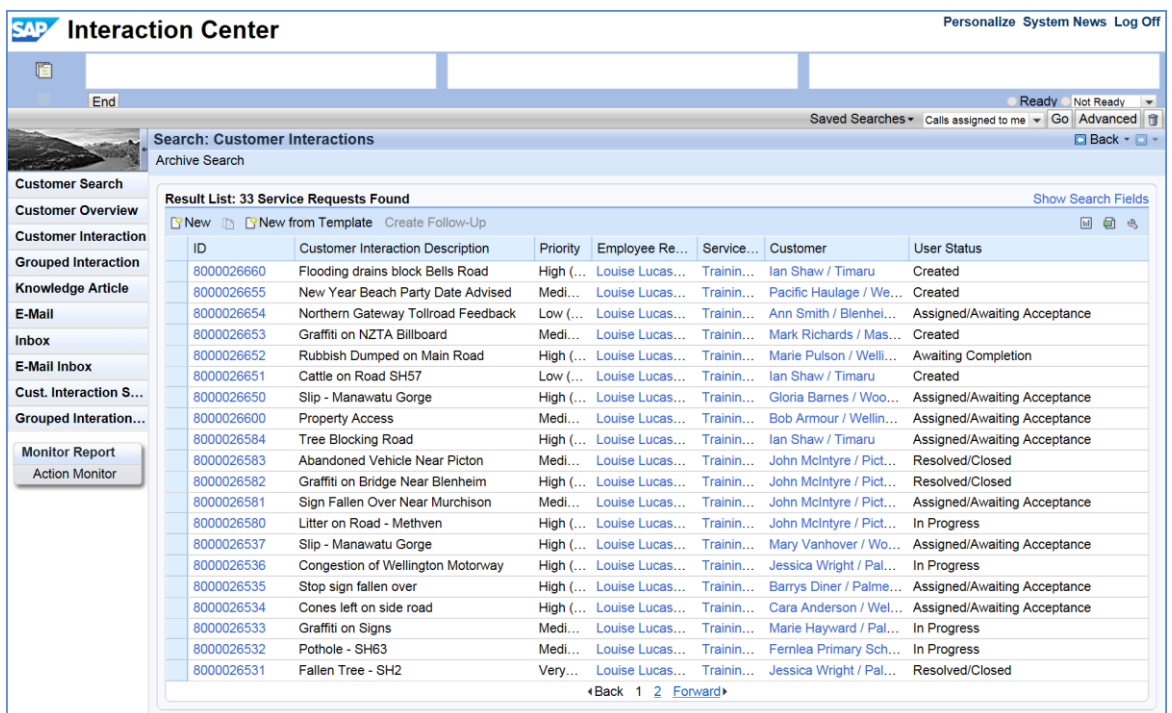 SAP Interaction Center
Personalize System News Log Off
End
Ready Not Ready
Saved Searches Calls assigned to me Go Advanced
Search: Customer Interactions
Back
Archive Search
Customer Search
Customer Overview
Customer Interaction
Grouped Interaction
Knowledge Article
E-Mail
Inbox
E-Mail Inbox
Cust. Interaction S...
Grouped Interation...
Monitor Report
Action Monitor
Result List: 33 Service Requests Found
Show Search Fields
New New from Template Create Follow-Up
ID Customer Interaction Description Priority Employee Re... Service... Customer User Status
8000026660 Flooding drains block Bells Road High (... Louise Lucas... Trainin... Ian Shaw / Timaru Created
8000026655 New Year Beach Party Date Advised Medi... Louise Lucas... Trainin... Pacific Haulage / We... Created
8000026654 Northern Gateway Tollroad Feedback Low (... Louise Lucas... Trainin... Ann Smith / Blenhei... Assigned/Awaiting Acceptance
8000026653 Graffiti on NZTA Billboard Medi... Louise Lucas... Trainin... Mark Richards / Mas... Created
8000026652 Rubbish Dumped on Main Road High (... Louise Lucas... Trainin... Marie Pulson / Welli... Awaiting Completion
8000026651 Cattle on Road SH57 Low (... Louise Lucas... Trainin... Ian Shaw / Timaru Created
8000026650 Slip - Manawatu Gorge High (... Louise Lucas... Trainin... Gloria Barnes / Woo... Assigned/Awaiting Acceptance
8000026600 Property Access Medi... Louise Lucas... Trainin... Bob Armour / Wellin... Assigned/Awaiting Acceptance
8000026584 Tree Blocking Road High (... Louise Lucas... Trainin... Ian Shaw / Timaru Assigned/Awaiting Acceptance
8000026583 Abandoned Vehicle Near Picton Medi... Louise Lucas... Trainin... John McIntyre / Pict... Resolved/Closed
8000026582 Graffiti on Bridge Near Blenheim High (... Louise Lucas... Trainin... John McIntyre / Pict... Resolved/Closed
8000026581 Sign Fallen Over Near Murchison Medi... Louise Lucas... Trainin... John McIntyre / Pict... Assigned/Awaiting Acceptance
8000026580 Litter on Road - Methven High (... Louise Lucas... Trainin... John McIntyre / Pict... In Progress
8000026537 Slip - Manawatu Gorge High (... Louise Lucas... Trainin... Mary Vanhover / Wo... Assigned/Awaiting Acceptance
8000026536 Congestion of Wellington Motorway High (... Louise Lucas... Trainin... Jessica Wright / Pal... In Progress
8000026535 Stop sign fallen over High (... Louise Lucas... Trainin... Barrys Diner / Palme... Assigned/Awaiting Acceptance
8000026534 Cones left on side road High (... Louise Lucas... Trainin... Cara Anderson / Wel... Assigned/Awaiting Acceptance
8000026533 Graffiti on Signs Medi... Louise Lucas... Trainin... Marie Hayward / Pal... In Progress
8000026532 Pothole - SH63 Medi... Louise Lucas... Trainin... Fernlea Primary Sch... In Progress
8000026531 Fallen Tree - SH2 Very... Louise Lucas... Trainin... Jessica Wright / Pal... Resolved/Closed
Back 1 2 Forward